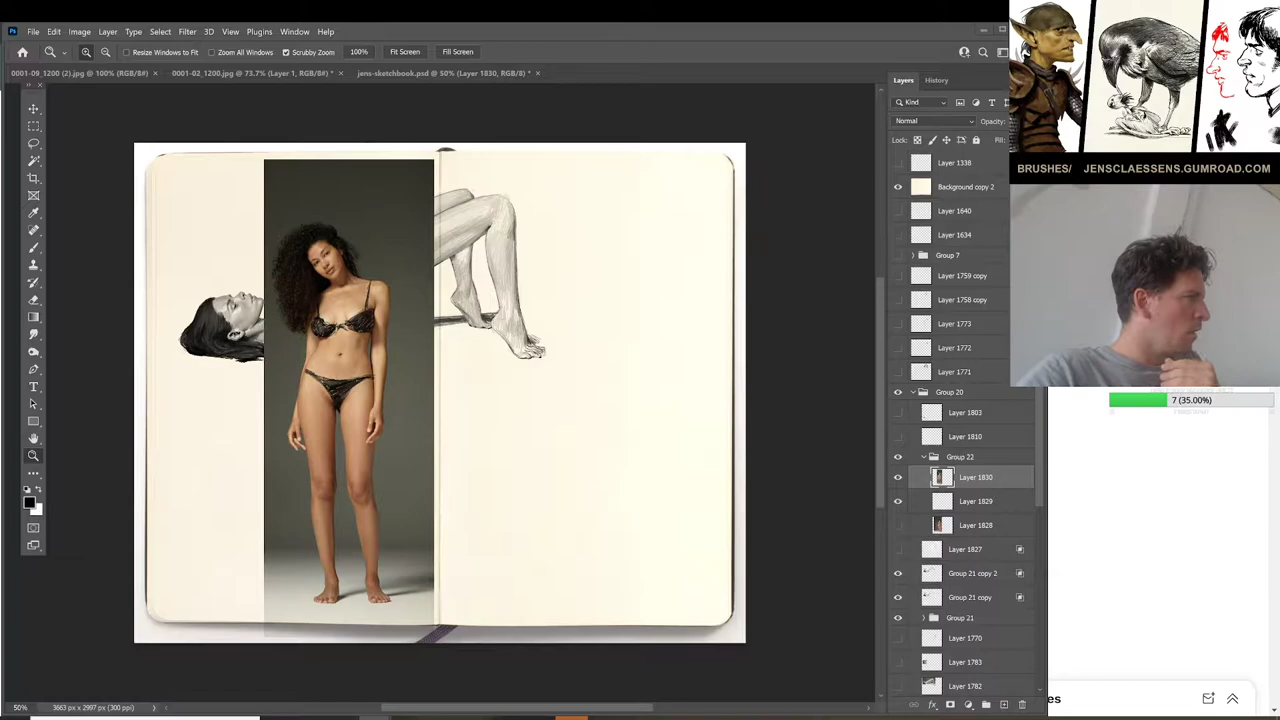 File Edit Image Layer Type Select Filter 3D View Plugins Window Help
Resize Windows to Fit Zoom All Windows Scrubby Zoom 100% Fit Screen Fill Screen
0001-09_1200 (2).jpg @ 100% (RGB/8#) × 0001-02_1200.jpg @ 73.7% (Layer 1, RGB/8#) * × jens-sketchbook.psd @ 50% (Layer 1830, RGB/8) * ×
Layers History
Kind
Normal Opacity:
Lock: Fill:
Layer 1338
Background copy 2
Layer 1640
Layer 1634
Group 7
Layer 1759 copy
Layer 1758 copy
Layer 1773
Layer 1772
Layer 1771
Group 20
Layer 1803
Layer 1810
Group 22
Layer 1830
Layer 1829
Layer 1828
Layer 1827
Group 21 copy 2
Group 21 copy
Group 21
Layer 1770
Layer 1783
Layer 1782
50% 3663 px x 2997 px (300 ppi)
BRUSHES/ JENSCLAESSENS.GUMROAD.COM
7 (35.00%)
es